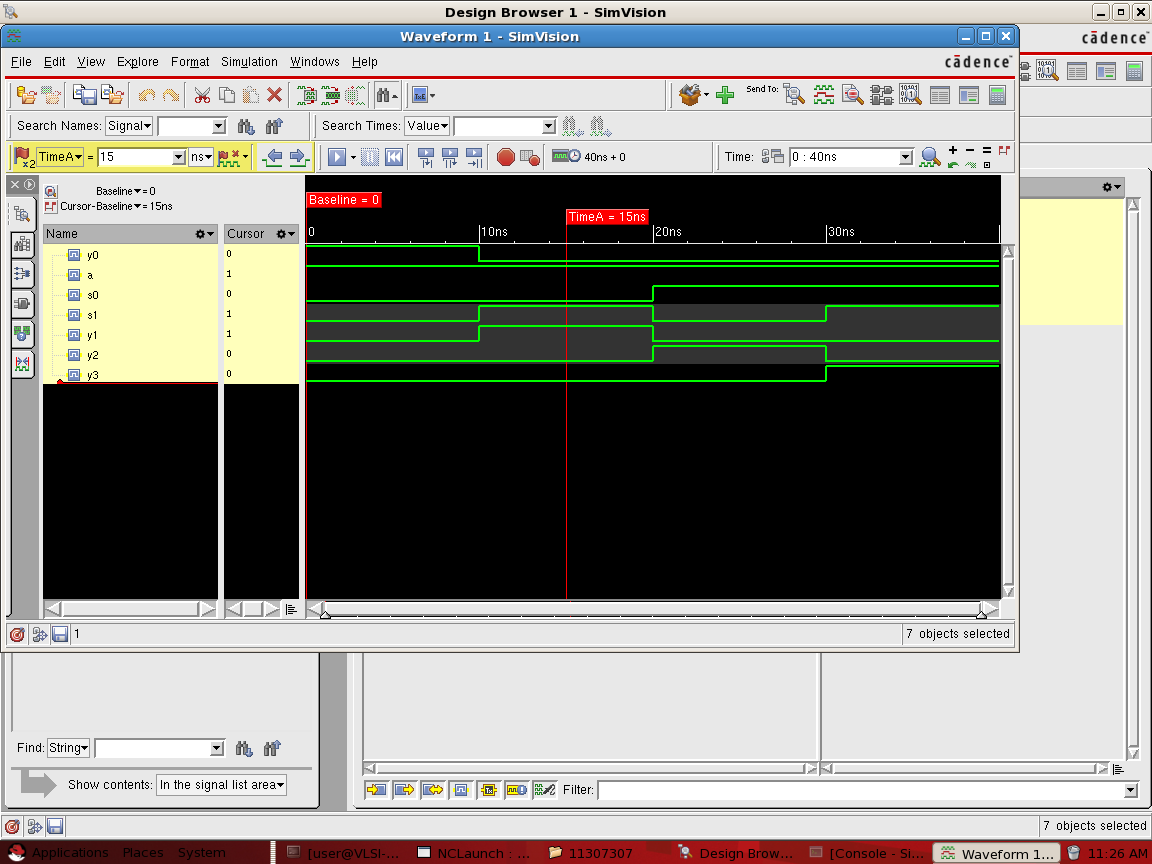 Design Browser 1 - SimVision
Waveform 1 - SimVision
cādence
File Edit View Explore Format Simulation Windows Help
cādence
Send To:
Search Names: Signal
Search Times: Value
x2 TimeA = 15 ns
40ns + 0
Time: 0 : 40ns
Baseline = 0
Cursor-Baseline = 15ns
Baseline = 0
TimeA = 15ns
Name
Cursor
0 10ns 20ns 30ns
y0 0
a 1
s0 0
s1 1
y1 1
y2 0
y3 0
1
7 objects selected
Find: String
Show contents: In the signal list area
Filter:
7 objects selected
Applications Places System [user@VLSI-... NCLaunch : ... 11307307 Design Brow... [Console - Si... Waveform 1... 11:26 AM